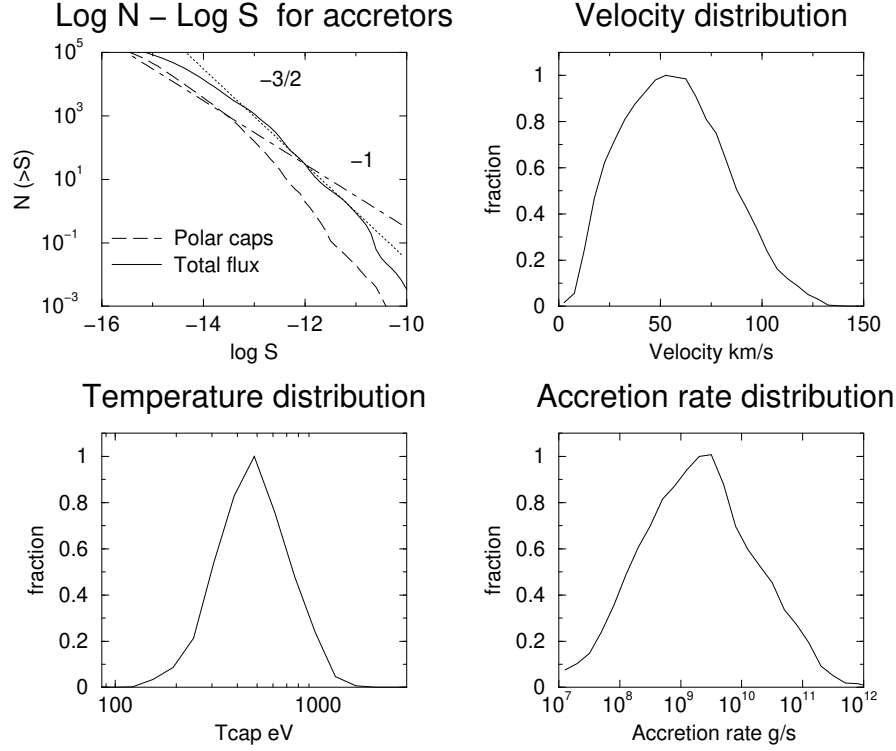 Log N – Log S for accretors
10^5
10^3
10^1
10^−1
10^−3
N (>S)
−3/2
−1
Polar caps
Total flux
−16
−14
−12
−10
log S
Velocity distribution
1
0.8
0.6
0.4
0.2
0
fraction
0
50
100
150
Velocity km/s
Temperature distribution
1
0.8
0.6
0.4
0.2
0
fraction
100
1000
Tcap eV
Accretion rate distribution
1
0.8
0.6
0.4
0.2
0
fraction
10^7
10^8
10^9
10^10
10^11
10^12
Accretion rate g/s